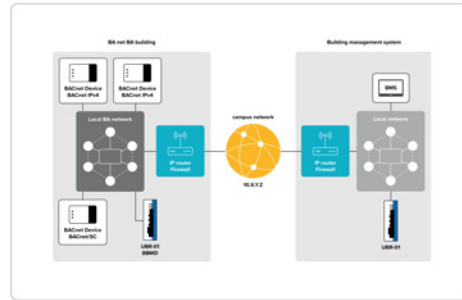 BA net BA building
Building management system
BACnet Device
BACnet IPv4
BACnet Device
BACnet IPv4
BMS
Local BA network
campus network
Local network
IP router
Firewall
IP router
Firewall
10.X.Y.Z
BACnet Device
BACnet/SC
UBR-01
BBMD
UBR-01